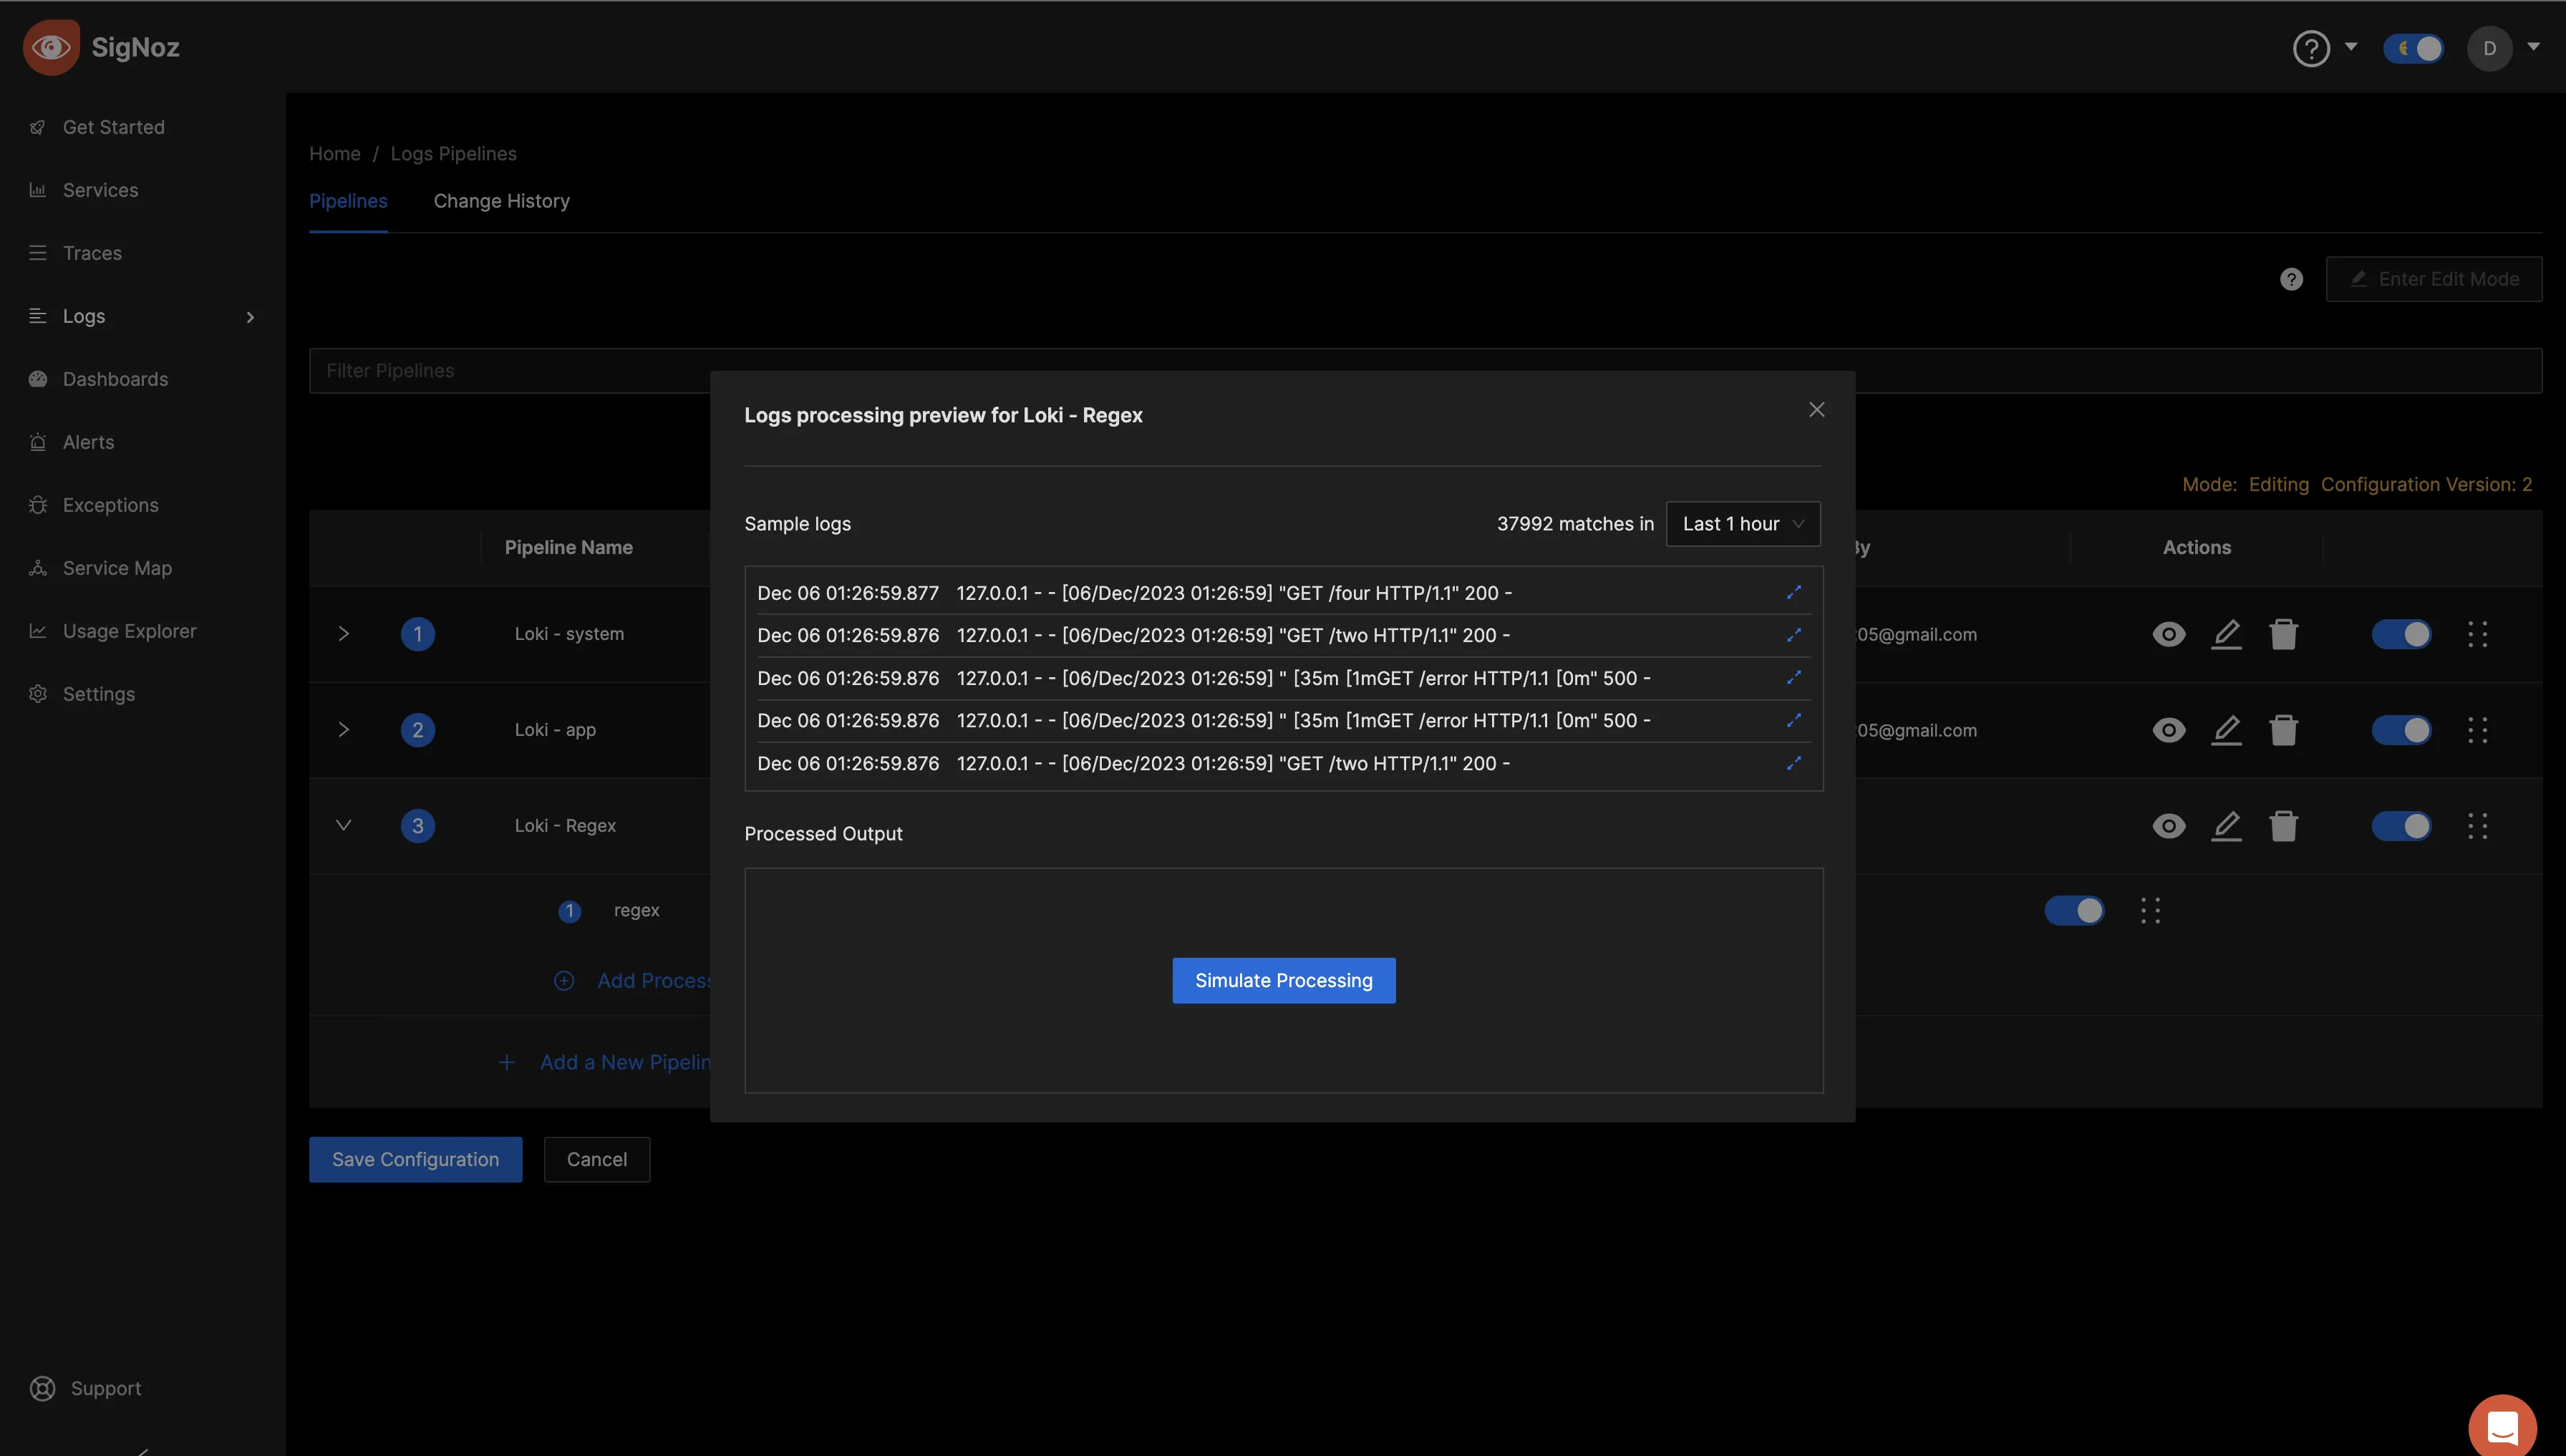 SigNoz
D
Get Started
Services
Traces
Logs
Dashboards
Alerts
Exceptions
Service Map
Usage Explorer
Settings
Support
Home / Logs Pipelines
Pipelines
Change History
Enter Edit Mode
Filter Pipelines
Mode: Editing Configuration Version: 2
Pipeline Name
By
Actions
1 Loki - system
:05@gmail.com
2 Loki - app
:05@gmail.com
3 Loki - Regex
1 regex
Add Process
Add a New Pipelin
Save Configuration
Cancel
Logs processing preview for Loki - Regex
Sample logs
37992 matches in
Last 1 hour
Dec 06 01:26:59.877 127.0.0.1 - - [06/Dec/2023 01:26:59] "GET /four HTTP/1.1" 200 -
Dec 06 01:26:59.876 127.0.0.1 - - [06/Dec/2023 01:26:59] "GET /two HTTP/1.1" 200 -
Dec 06 01:26:59.876 127.0.0.1 - - [06/Dec/2023 01:26:59] " [35m [1mGET /error HTTP/1.1 [0m" 500 -
Dec 06 01:26:59.876 127.0.0.1 - - [06/Dec/2023 01:26:59] " [35m [1mGET /error HTTP/1.1 [0m" 500 -
Dec 06 01:26:59.876 127.0.0.1 - - [06/Dec/2023 01:26:59] "GET /two HTTP/1.1" 200 -
Processed Output
Simulate Processing